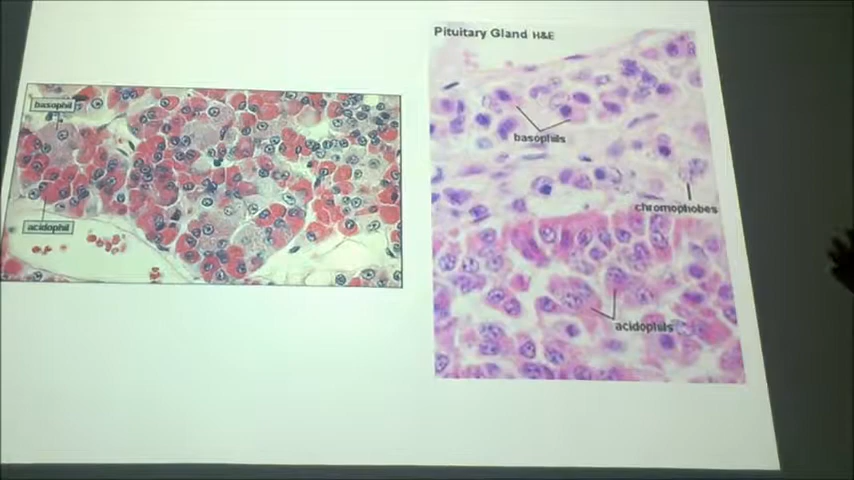 Pituitary Gland H&E
basophil
basophils
chromophobes
acidophil
acidophils